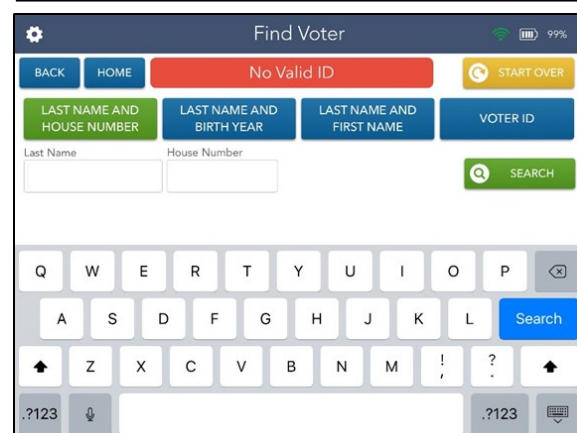 Find Voter
99%
BACK
HOME
No Valid ID
START OVER
LAST NAME AND
HOUSE NUMBER
LAST NAME AND
BIRTH YEAR
LAST NAME AND
FIRST NAME
VOTER ID
Last Name
House Number
SEARCH
Q W E R T Y U I O P
A S D F G H J K L Search
Z X C V B N M ! , ? .
.?123 .?123